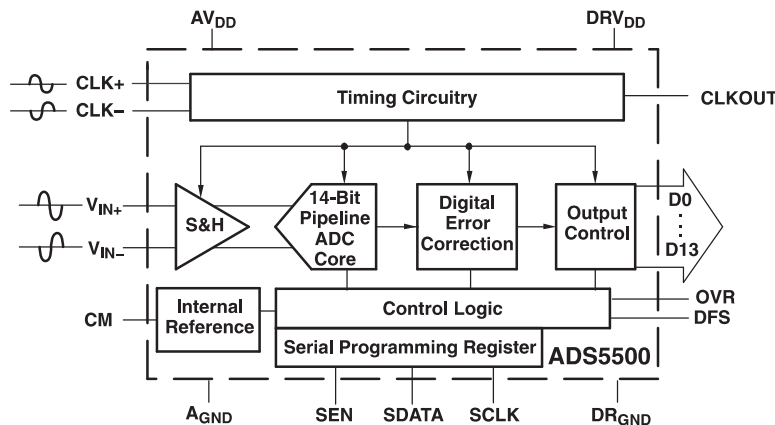 AVDD
DRVDD
CLK+
CLK–
Timing Circuitry
CLKOUT
VIN+
VIN–
S&H
14-Bit
Pipeline
ADC
Core
Digital
Error
Correction
Output
Control
D0
D13
CM
Internal
Reference
Control Logic
OVR
DFS
Serial Programming Register
ADS5500
AGND
SEN
SDATA
SCLK
DRGND